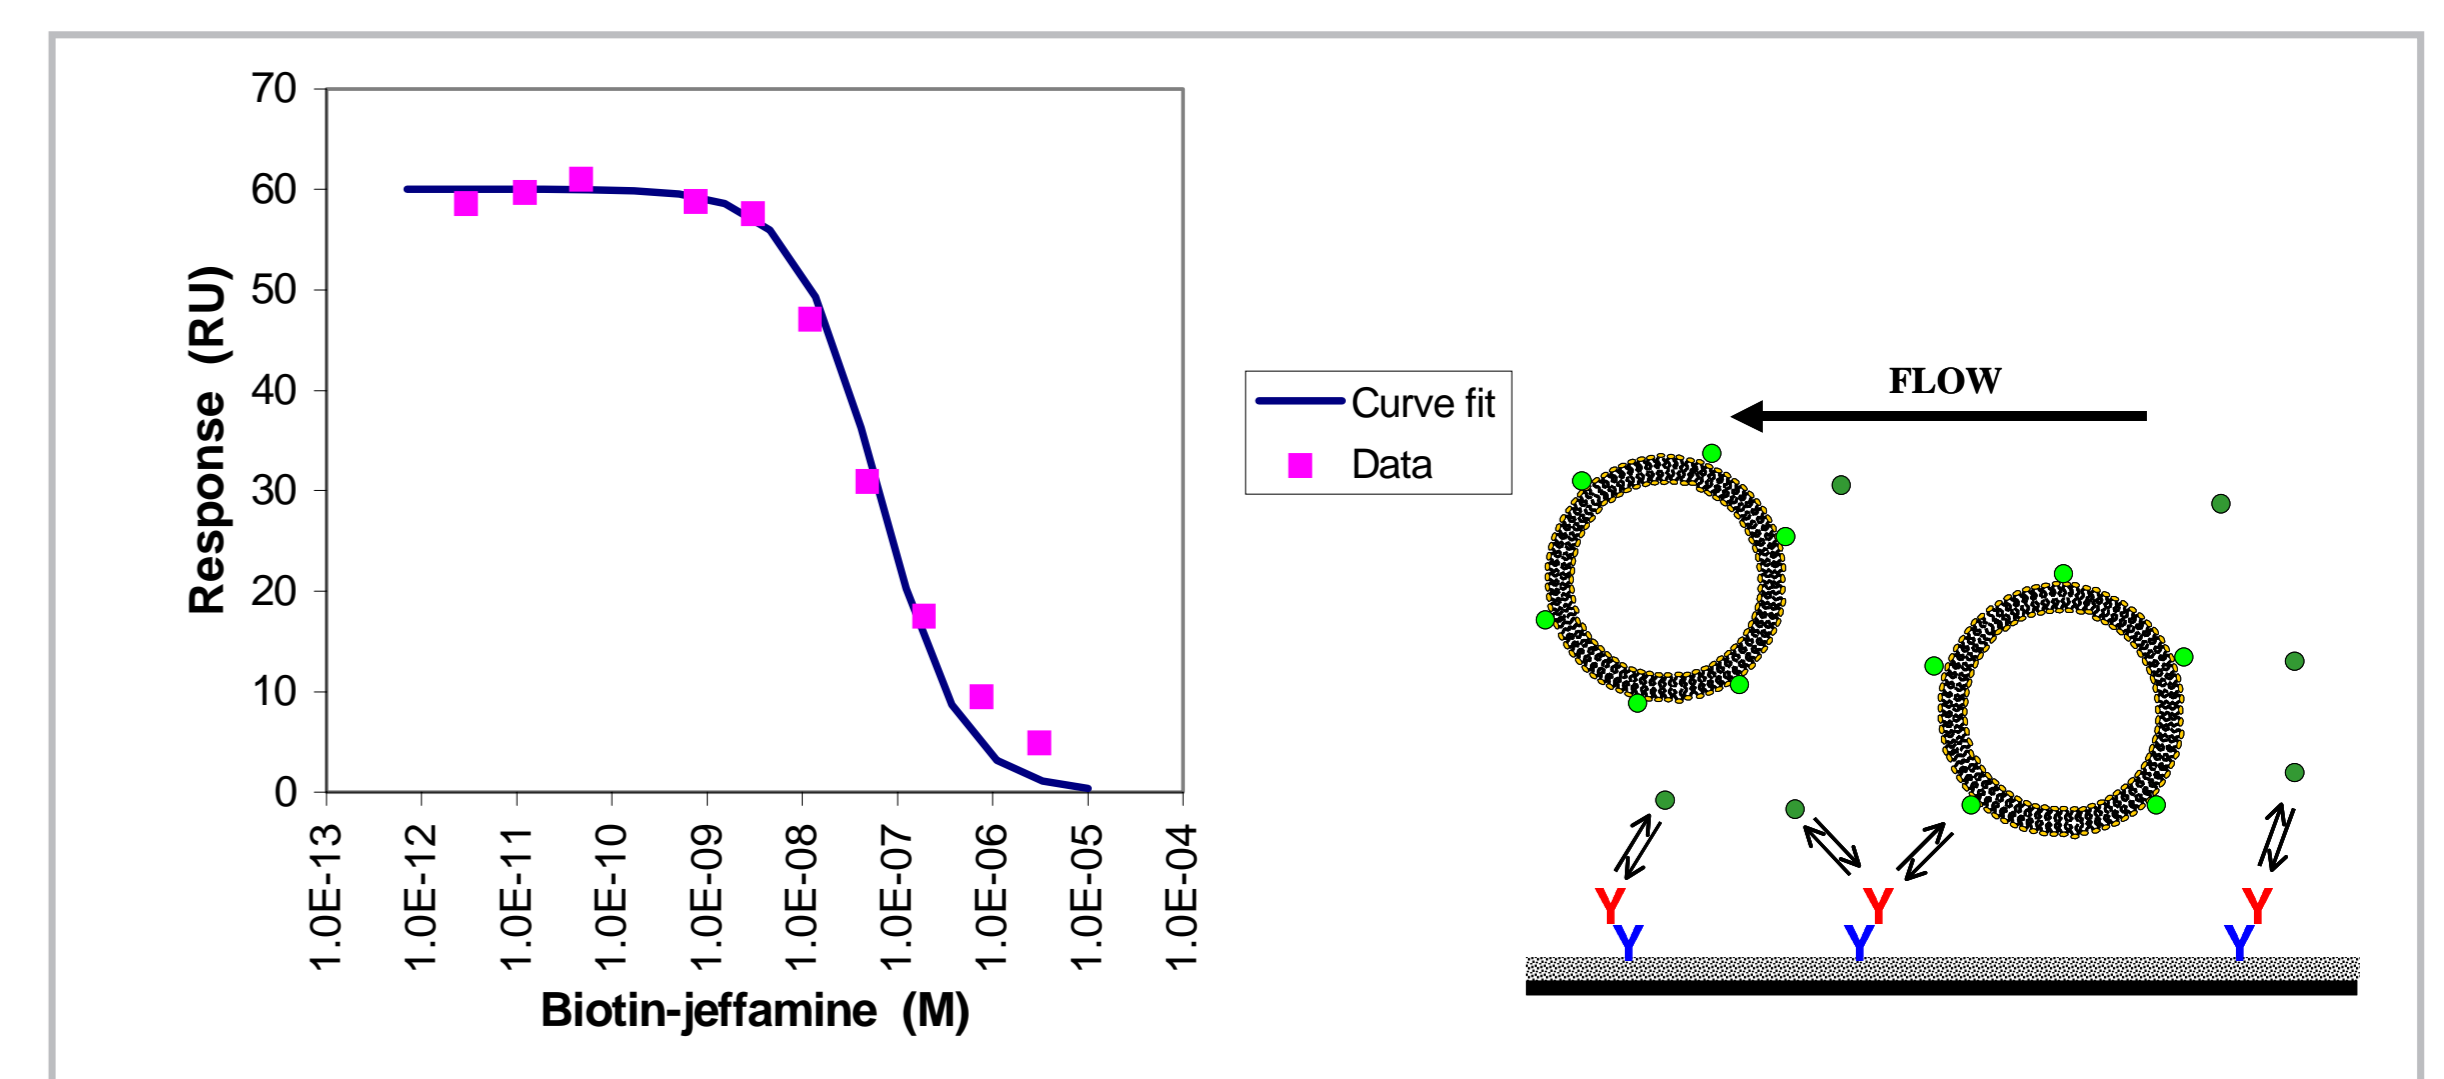 70
60
50
40
30
20
10
0
Response (RU)
1.0E-13
1.0E-12
1.0E-11
1.0E-10
1.0E-09
1.0E-08
1.0E-07
1.0E-06
1.0E-05
1.0E-04
Biotin-jeffamine (M)
Curve fit
Data
FLOW
Y Y Y
Y Y Y